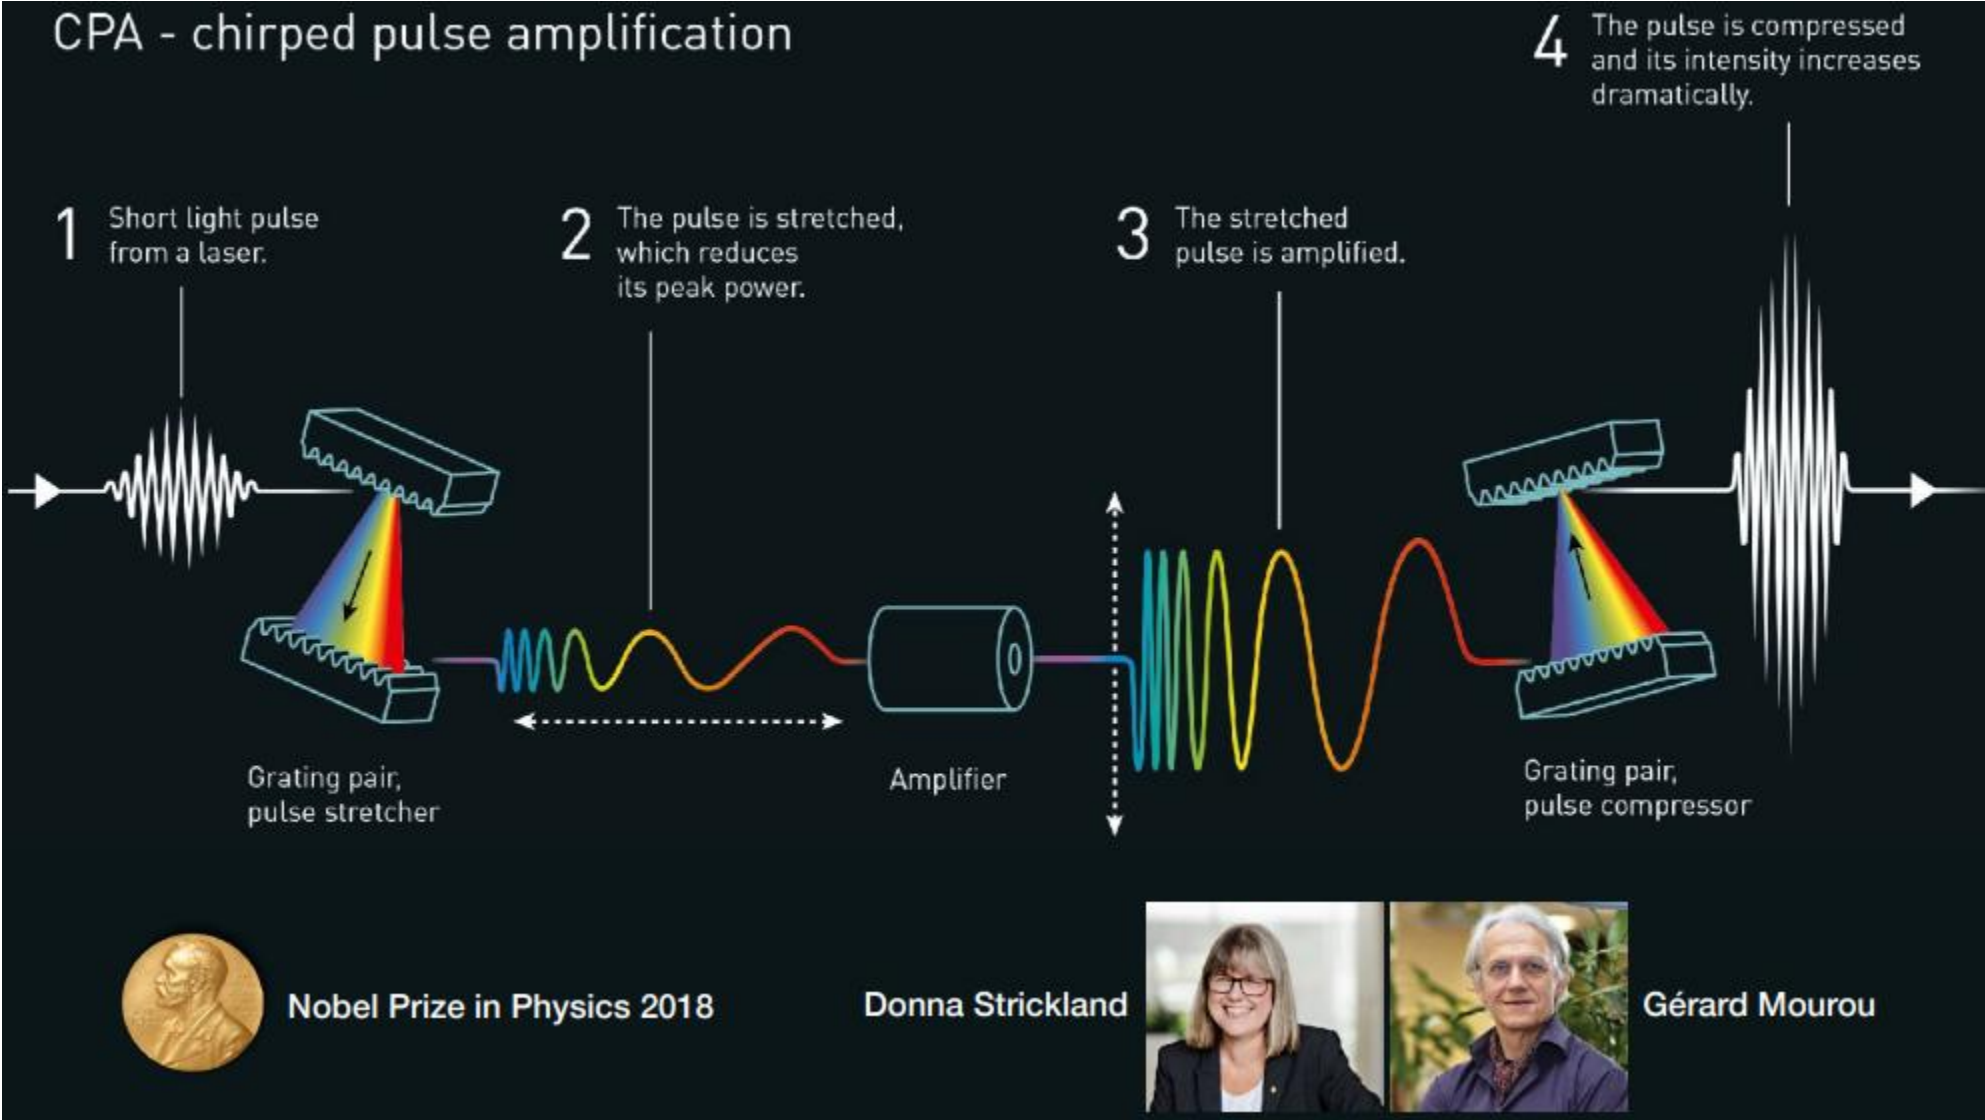 CPA - chirped pulse amplification
1
Short light pulse
from a laser.
2
The pulse is stretched,
which reduces
its peak power.
3
The stretched
pulse is amplified.
4
The pulse is compressed
and its intensity increases
dramatically.
Grating pair,
pulse stretcher
Amplifier
Grating pair,
pulse compressor
Nobel Prize in Physics 2018
Donna Strickland
Gérard Mourou